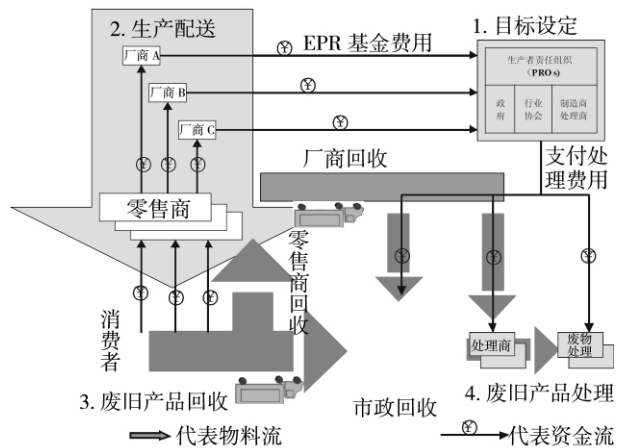 2. 生产配送
1. 目标设定
厂商 A
¥
EPR 基金费用
生产者责任组织
(PRO s)
政府
行业协会
制造商处理商
厂商 B
¥
厂商 C
¥
¥ ¥ ¥
厂商回收
支付处理费用
零售商
零售商回收
¥ ¥ ¥
¥ ¥ ¥
消费者
处理商
废物处理
3. 废旧产品回收
市政回收
4. 废旧产品处理
代表物料流
¥
代表资金流